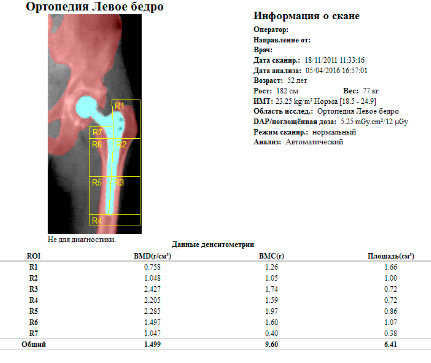 Ортопедия Левое бедро
Информация о скане
Оператор:
Направление от:
Врач:
Дата сканир.: 18/11/2011 11:33:16
Дата анализа: 05/04/2016 16:57:01
Возраст: 52 лет
Рост: 182 см Вес: 77 кг
ИМТ: 23.25 kg/m² Норма [18.5 - 24.9]
Область исслед.: Ортопедия Левое бедро
DAP/поглощённая доза: 5.25 mGy.cm²/12 µGy
Режим сканир.: нормальный
Анализ: Автоматический
R1
R7
R6 R2
R5 R3
R4
Не для диагностики.
Данные денситометрии
ROI BMD(г/см²) BMC(г) Площадь(см²)
R1 0.758 1.26 1.66
R2 1.048 1.05 1.00
R3 2.427 1.74 0.72
R4 2.205 1.59 0.72
R5 2.285 1.97 0.86
R6 1.497 1.60 1.07
R7 1.047 0.40 0.38
Общий 1.499 9.60 6.41